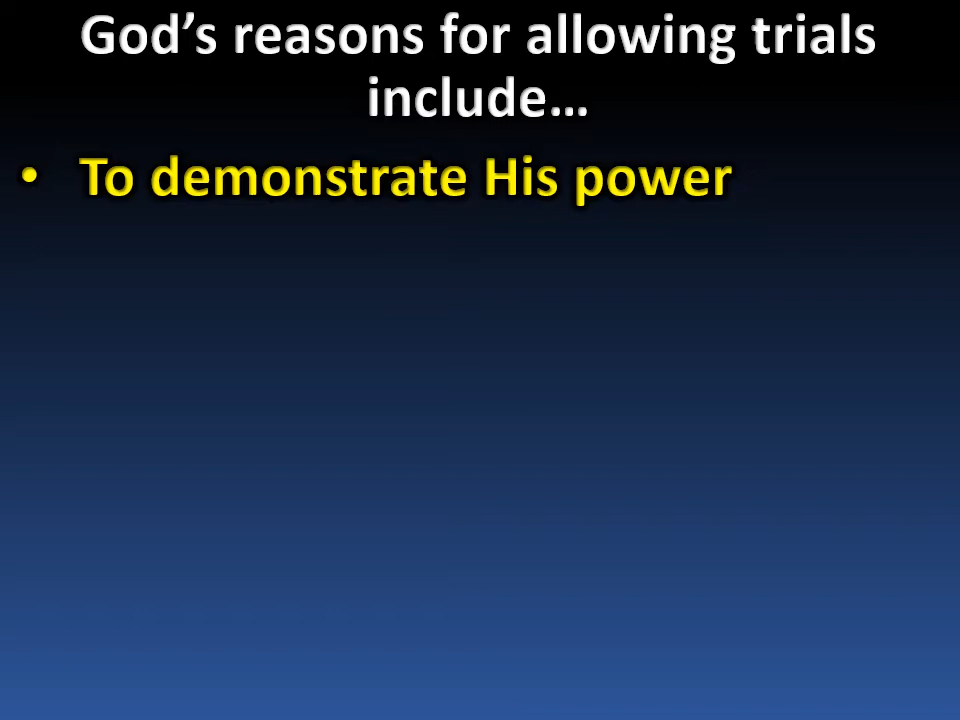 God’s reasons for allowing trials
include…
• To demonstrate His power